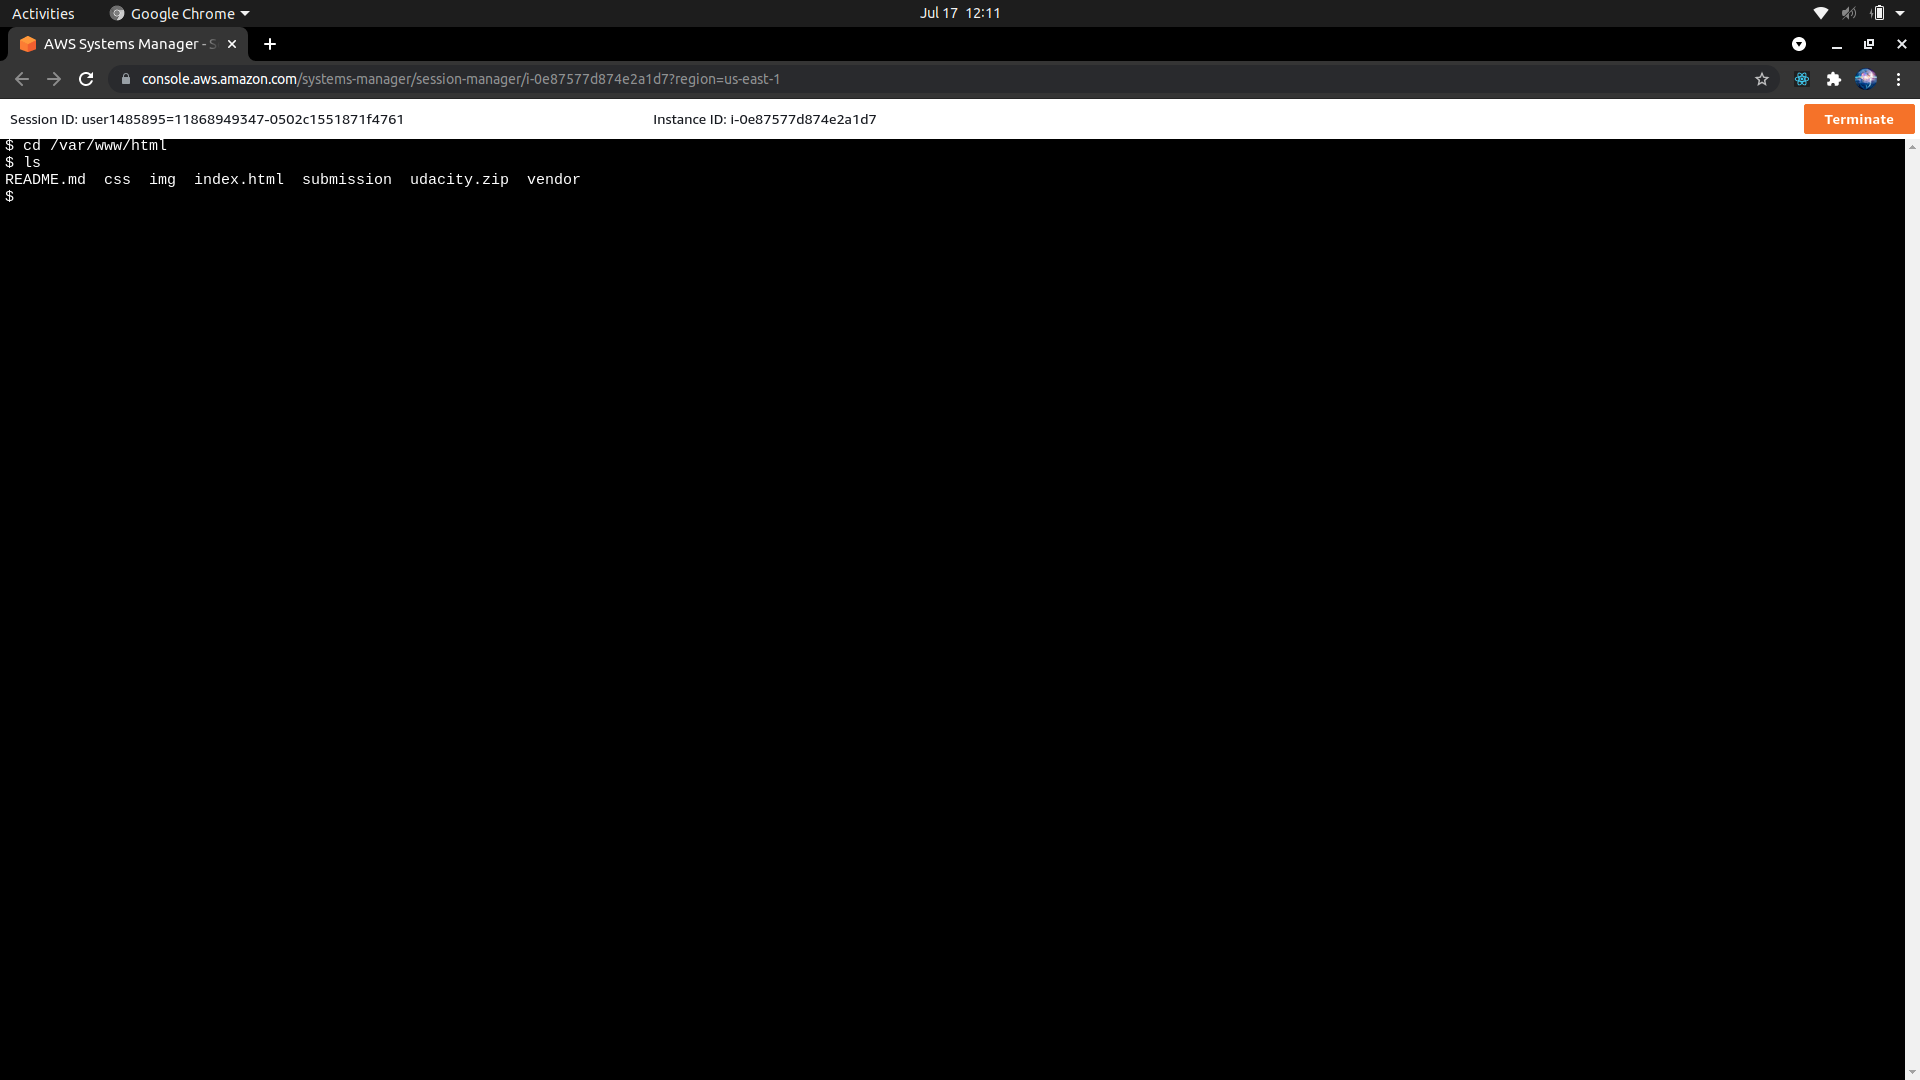 Activities Google Chrome Jul 17 12:11
AWS Systems Manager - S
console.aws.amazon.com/systems-manager/session-manager/i-0e87577d874e2a1d7?region=us-east-1
Session ID: user1485895=11868949347-0502c1551871f4761 Instance ID: i-0e87577d874e2a1d7 Terminate
$ cd /var/www/html
$ ls
README.md css img index.html submission udacity.zip vendor
$